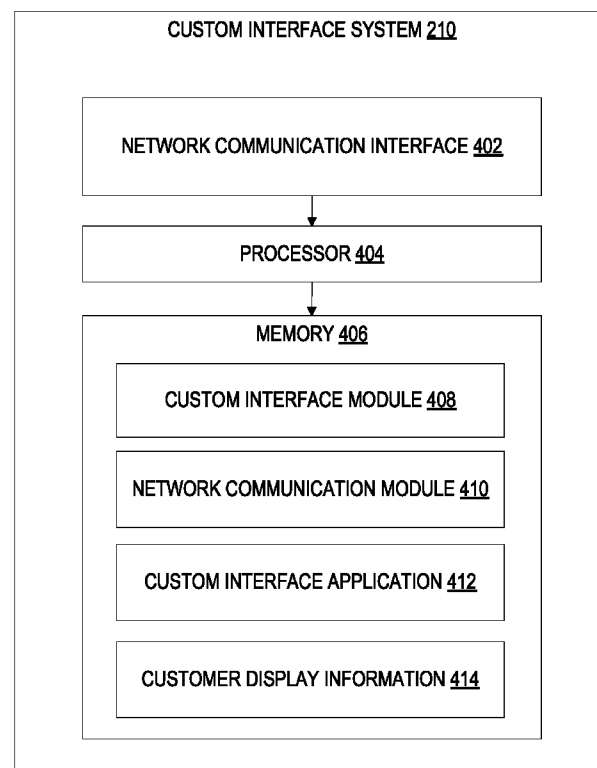 CUSTOM INTERFACE SYSTEM 210
NETWORK COMMUNICATION INTERFACE 402
PROCESSOR 404
MEMORY 406
CUSTOM INTERFACE MODULE 408
NETWORK COMMUNICATION MODULE 410
CUSTOM INTERFACE APPLICATION 412
CUSTOMER DISPLAY INFORMATION 414